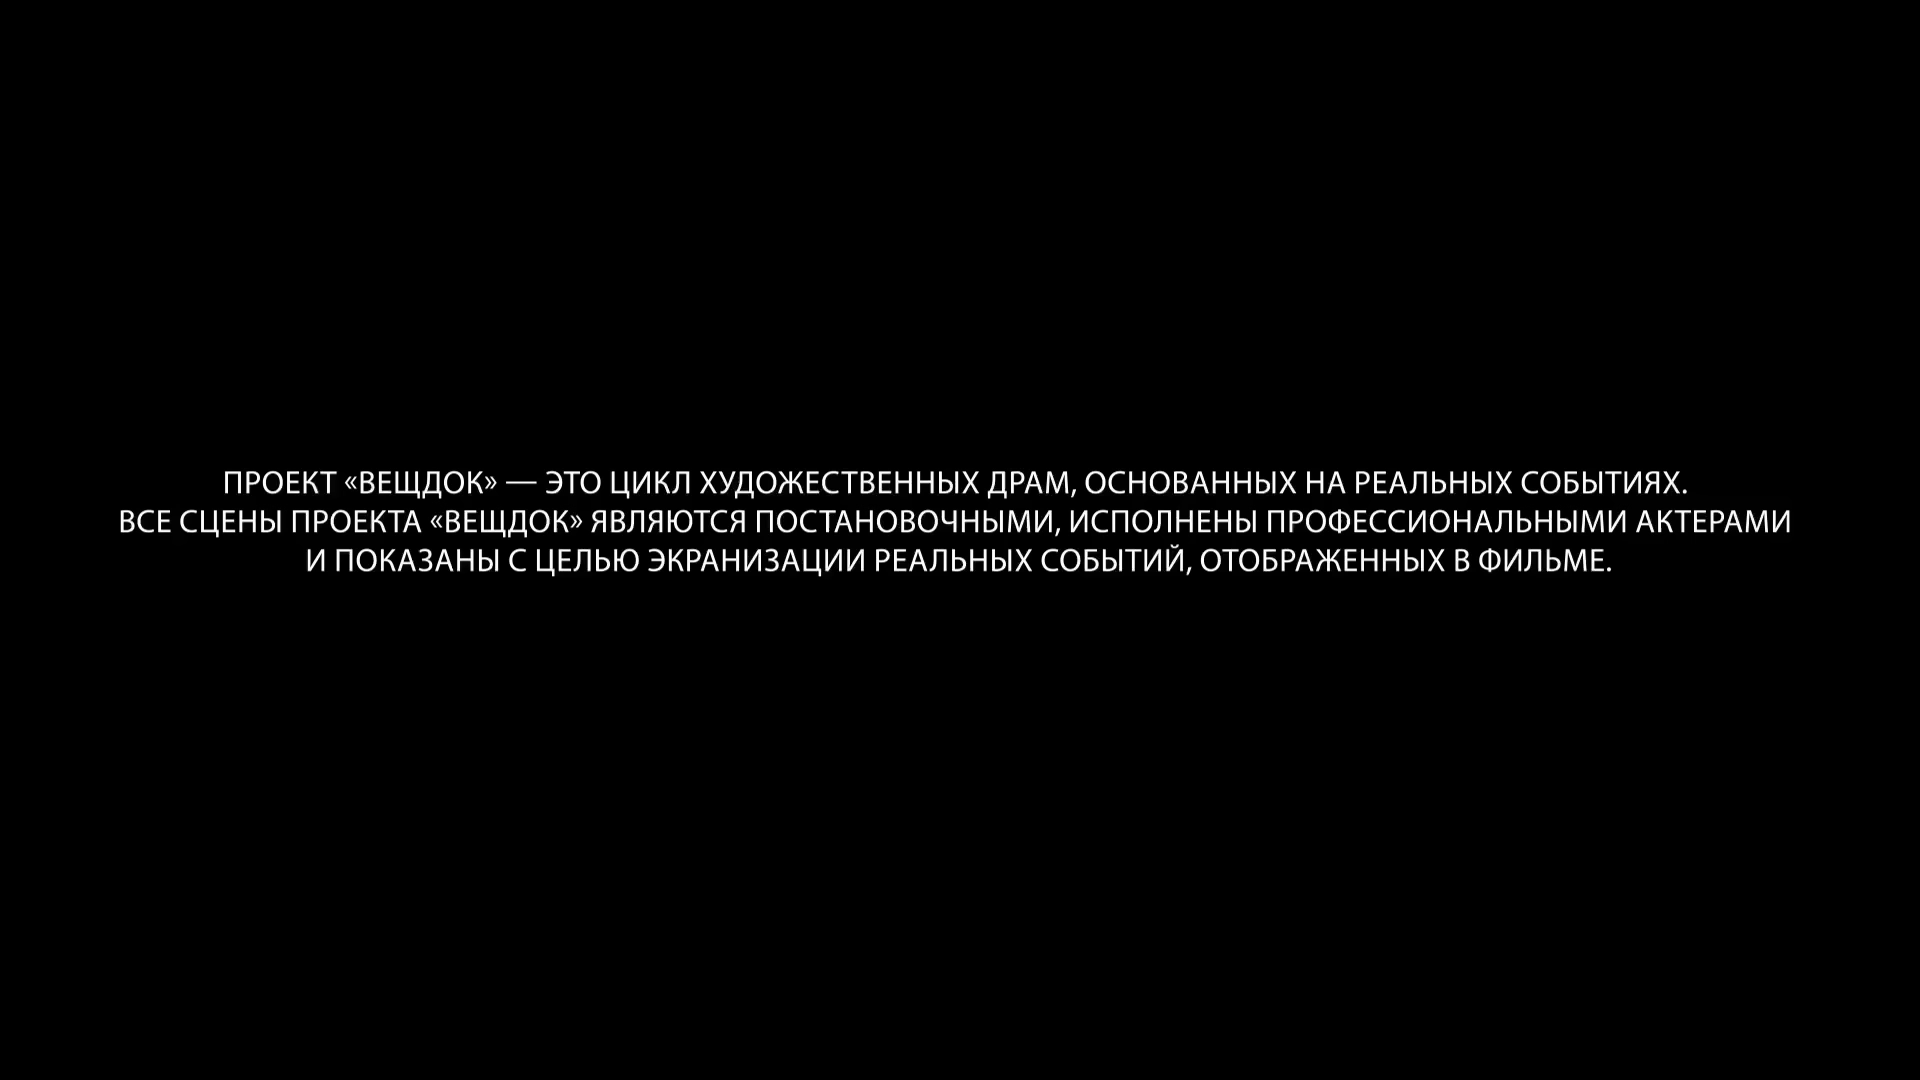 ПРОЕКТ «ВЕЩДОК» — ЭТО ЦИКЛ ХУДОЖЕСТВЕННЫХ ДРАМ, ОСНОВАННЫХ НА РЕАЛЬНЫХ СОБЫТИЯХ.
ВСЕ СЦЕНЫ ПРОЕКТА «ВЕЩДОК» ЯВЛЯЮТСЯ ПОСТАНОВОЧНЫМИ, ИСПОЛНЕНЫ ПРОФЕССИОНАЛЬНЫМИ АКТЕРАМИ
И ПОКАЗАНЫ С ЦЕЛЬЮ ЭКРАНИЗАЦИИ РЕАЛЬНЫХ СОБЫТИЙ, ОТОБРАЖЕННЫХ В ФИЛЬМЕ.